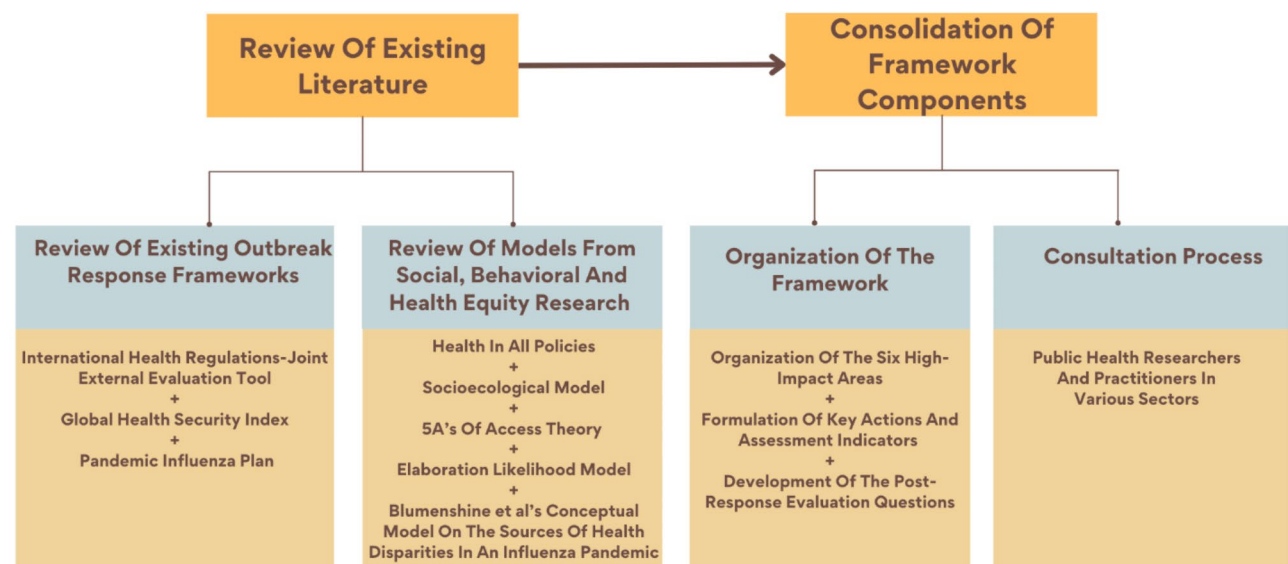 Review Of Existing
Literature
Consolidation Of
Framework
Components
Review Of Existing Outbreak
Response Frameworks
International Health Regulations-Joint
External Evaluation Tool
+
Global Health Security Index
+
Pandemic Influenza Plan
Review Of Models From
Social, Behavioral And
Health Equity Research
Health In All Policies
+
Socioecological Model
+
5A's Of Access Theory
+
Elaboration Likelihood Model
+
Blumenshine et al's Conceptual
Model On The Sources Of Health
Disparities In An Influenza Pandemic
Organization Of The
Framework
Organization Of The Six High-
Impact Areas
+
Formulation Of Key Actions And
Assessment Indicators
+
Development Of The Post-
Response Evaluation Questions
Consultation Process
Public Health Researchers
And Practitioners In
Various Sectors